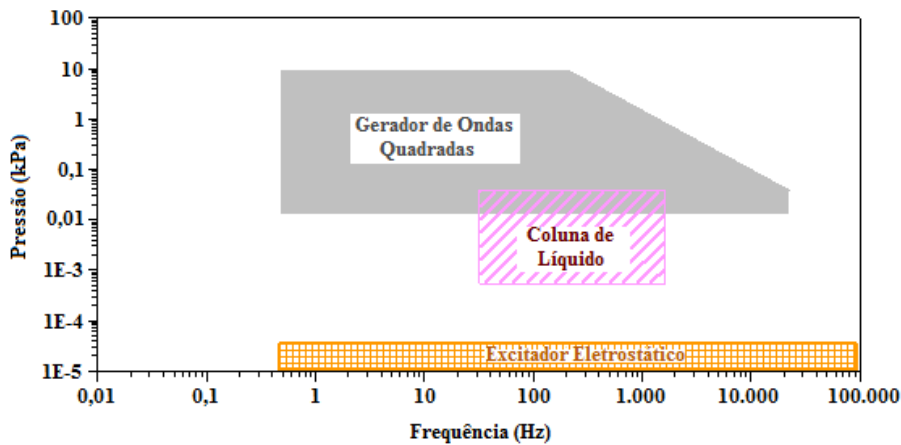 100
10
1
0,1
0,01
1E-3
1E-4
1E-5
Pressão (kPa)
Gerador de Ondas
Quadradas
Coluna de
Líquido
Excitador Eletrostático
0,01 0,1 1 10 100 1.000 10.000 100.000
Frequência (Hz)